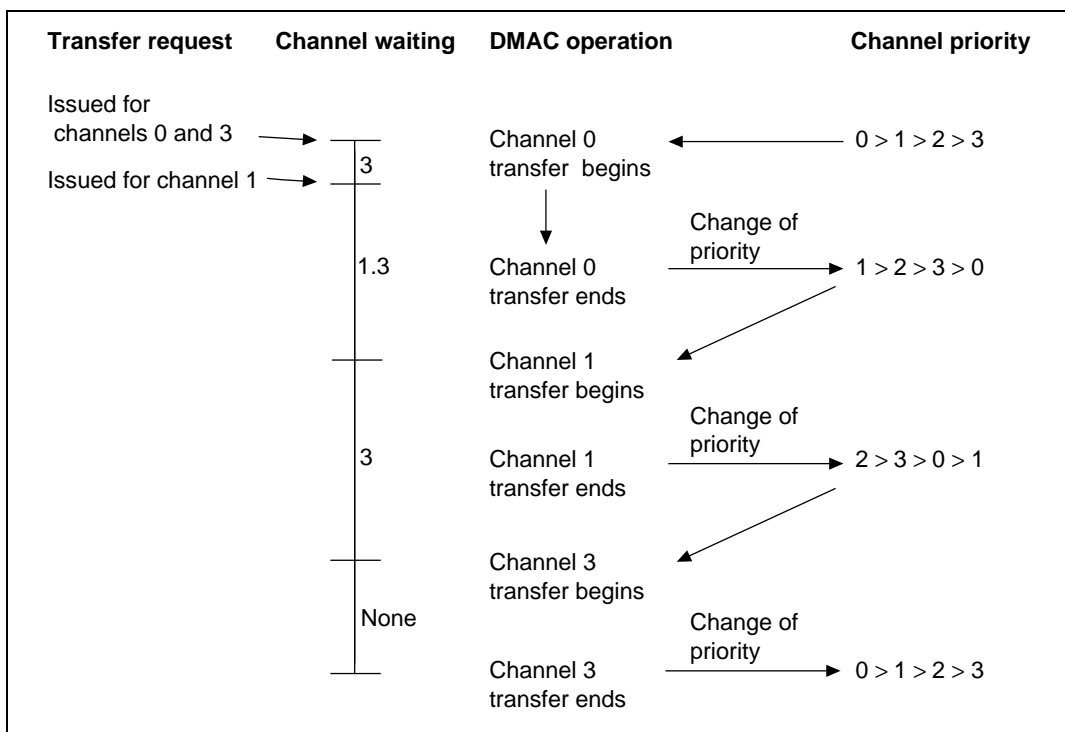 Transfer request Channel waiting DMAC operation Channel priority
Issued for
channels 0 and 3
Channel 0
transfer begins
0 > 1 > 2 > 3
3
Issued for channel 1
Change of
priority
1.3
Channel 0
transfer ends
1 > 2 > 3 > 0
Channel 1
transfer begins
Change of
priority
3
Channel 1
transfer ends
2 > 3 > 0 > 1
Channel 3
transfer begins
None
Change of
priority
Channel 3
transfer ends
0 > 1 > 2 > 3